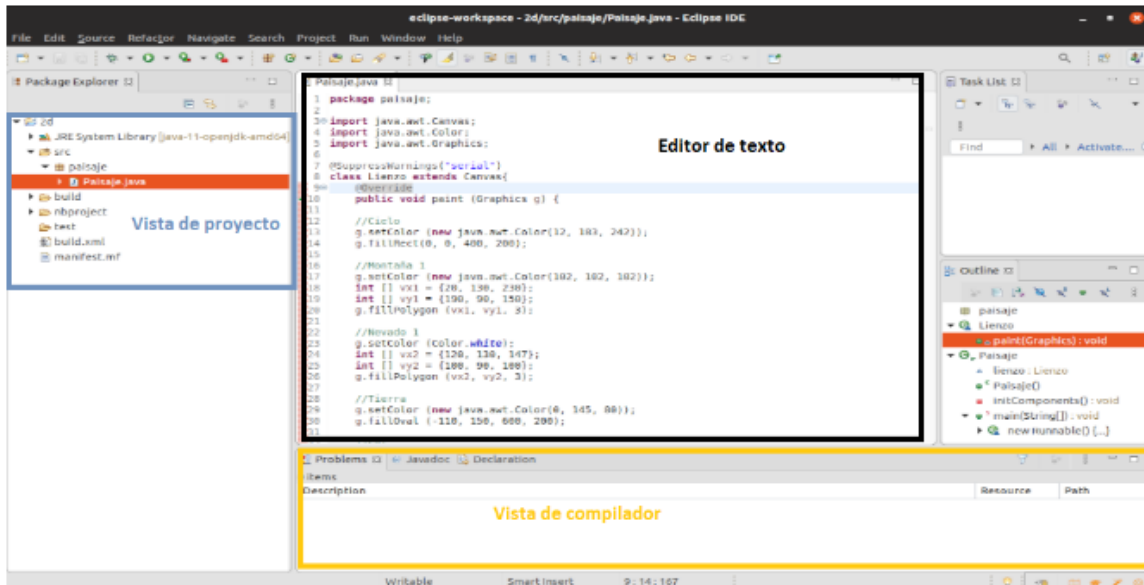 eclipse-workspace - 2d/src/paisaje/Paisaje.java - Eclipse IDE
File Edit Source Refactor Navigate Search Project Run Window Help
Package Explorer
2d
JRE System Library [java-11-openjdk-amd64]
src
paisaje
Paisaje.java
build
nbproject
test
build.xml
manifest.mf
Vista de proyecto
Paisaje.java
1 package paisaje;
2
3 import java.awt.Canvas;
4 import java.awt.Color;
5 import java.awt.Graphics;
6
7 @SuppressWarnings("serial")
8 class Lienzo extends Canvas{
9 @Override
10 public void paint (Graphics g) {
11
12 //Cielo
13 g.setColor (new java.awt.Color(12, 183, 242));
14 g.fillRect(0, 0, 400, 200);
15
16 //Montaña 1
17 g.setColor (new java.awt.Color(102, 102, 102));
18 int [] vx1 = {20, 130, 230};
19 int [] vy1 = {190, 90, 150};
20 g.fillPolygon (vx1, vy1, 3);
21
22 //Nevado 1
23 g.setColor (Color.white);
24 int [] vx2 = {120, 130, 147};
25 int [] vy2 = {100, 90, 100};
26 g.fillPolygon (vx2, vy2, 3);
27
28 //Tierra
29 g.setColor (new java.awt.Color(0, 145, 80));
30 g.fillOval (-110, 150, 600, 200);
31
Editor de texto
Task List
Find All Activate...
Outline
paisaje
Lienzo
paint(Graphics) : void
Paisaje
lienzo : Lienzo
Paisaje()
initComponents() : void
main(String[]) : void
new Runnable() {...}
Problems Javadoc Declaration
items
Description Resource Path
Vista de compilador
Writable Smart Insert 9 : 14 : 167